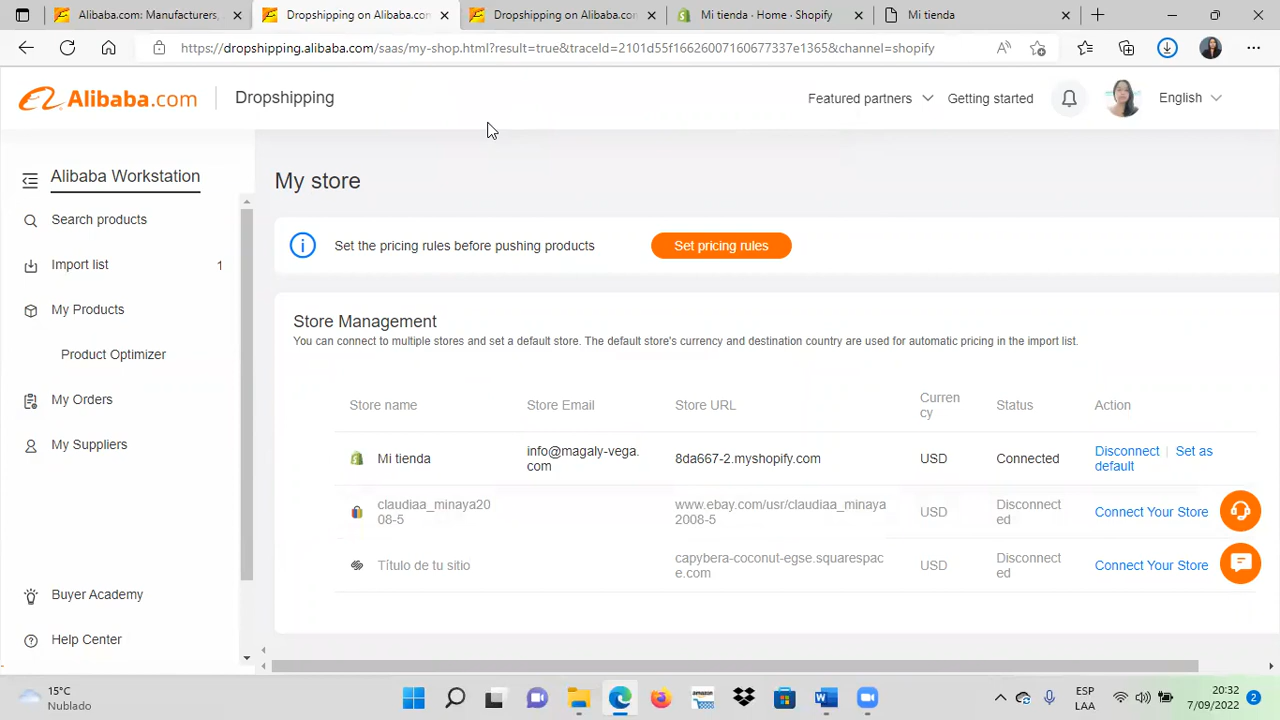 Alibaba.com: Manufacturers,
Dropshipping on Alibaba.com
Dropshipping on Alibaba.com
Mi tienda · Home · Shopify
Mi tienda
https://dropshipping.alibaba.com/saas/my-shop.html?result=true&traceId=2101d55f16626007160677337e1365&channel=shopify
Alibaba.com
Dropshipping
Featured partners
Getting started
English
Alibaba Workstation
Search products
Import list
1
My Products
Product Optimizer
My Orders
My Suppliers
Buyer Academy
Help Center
My store
Set the pricing rules before pushing products
Set pricing rules
Store Management
You can connect to multiple stores and set a default store. The default store's currency and destination country are used for automatic pricing in the import list.
Store name
Store Email
Store URL
Curren
cy
Status
Action
Mi tienda
info@magaly-vega.
com
8da667-2.myshopify.com
USD
Connected
Disconnect | Set as
default
claudiaa_minaya20
08-5
www.ebay.com/usr/claudiaa_minaya
2008-5
USD
Disconnect
ed
Connect Your Store
Título de tu sitio
capybera-coconut-egse.squarespac
e.com
USD
Disconnect
ed
Connect Your Store
15°C
Nublado
ESP
LAA
20:32
7/09/2022
2